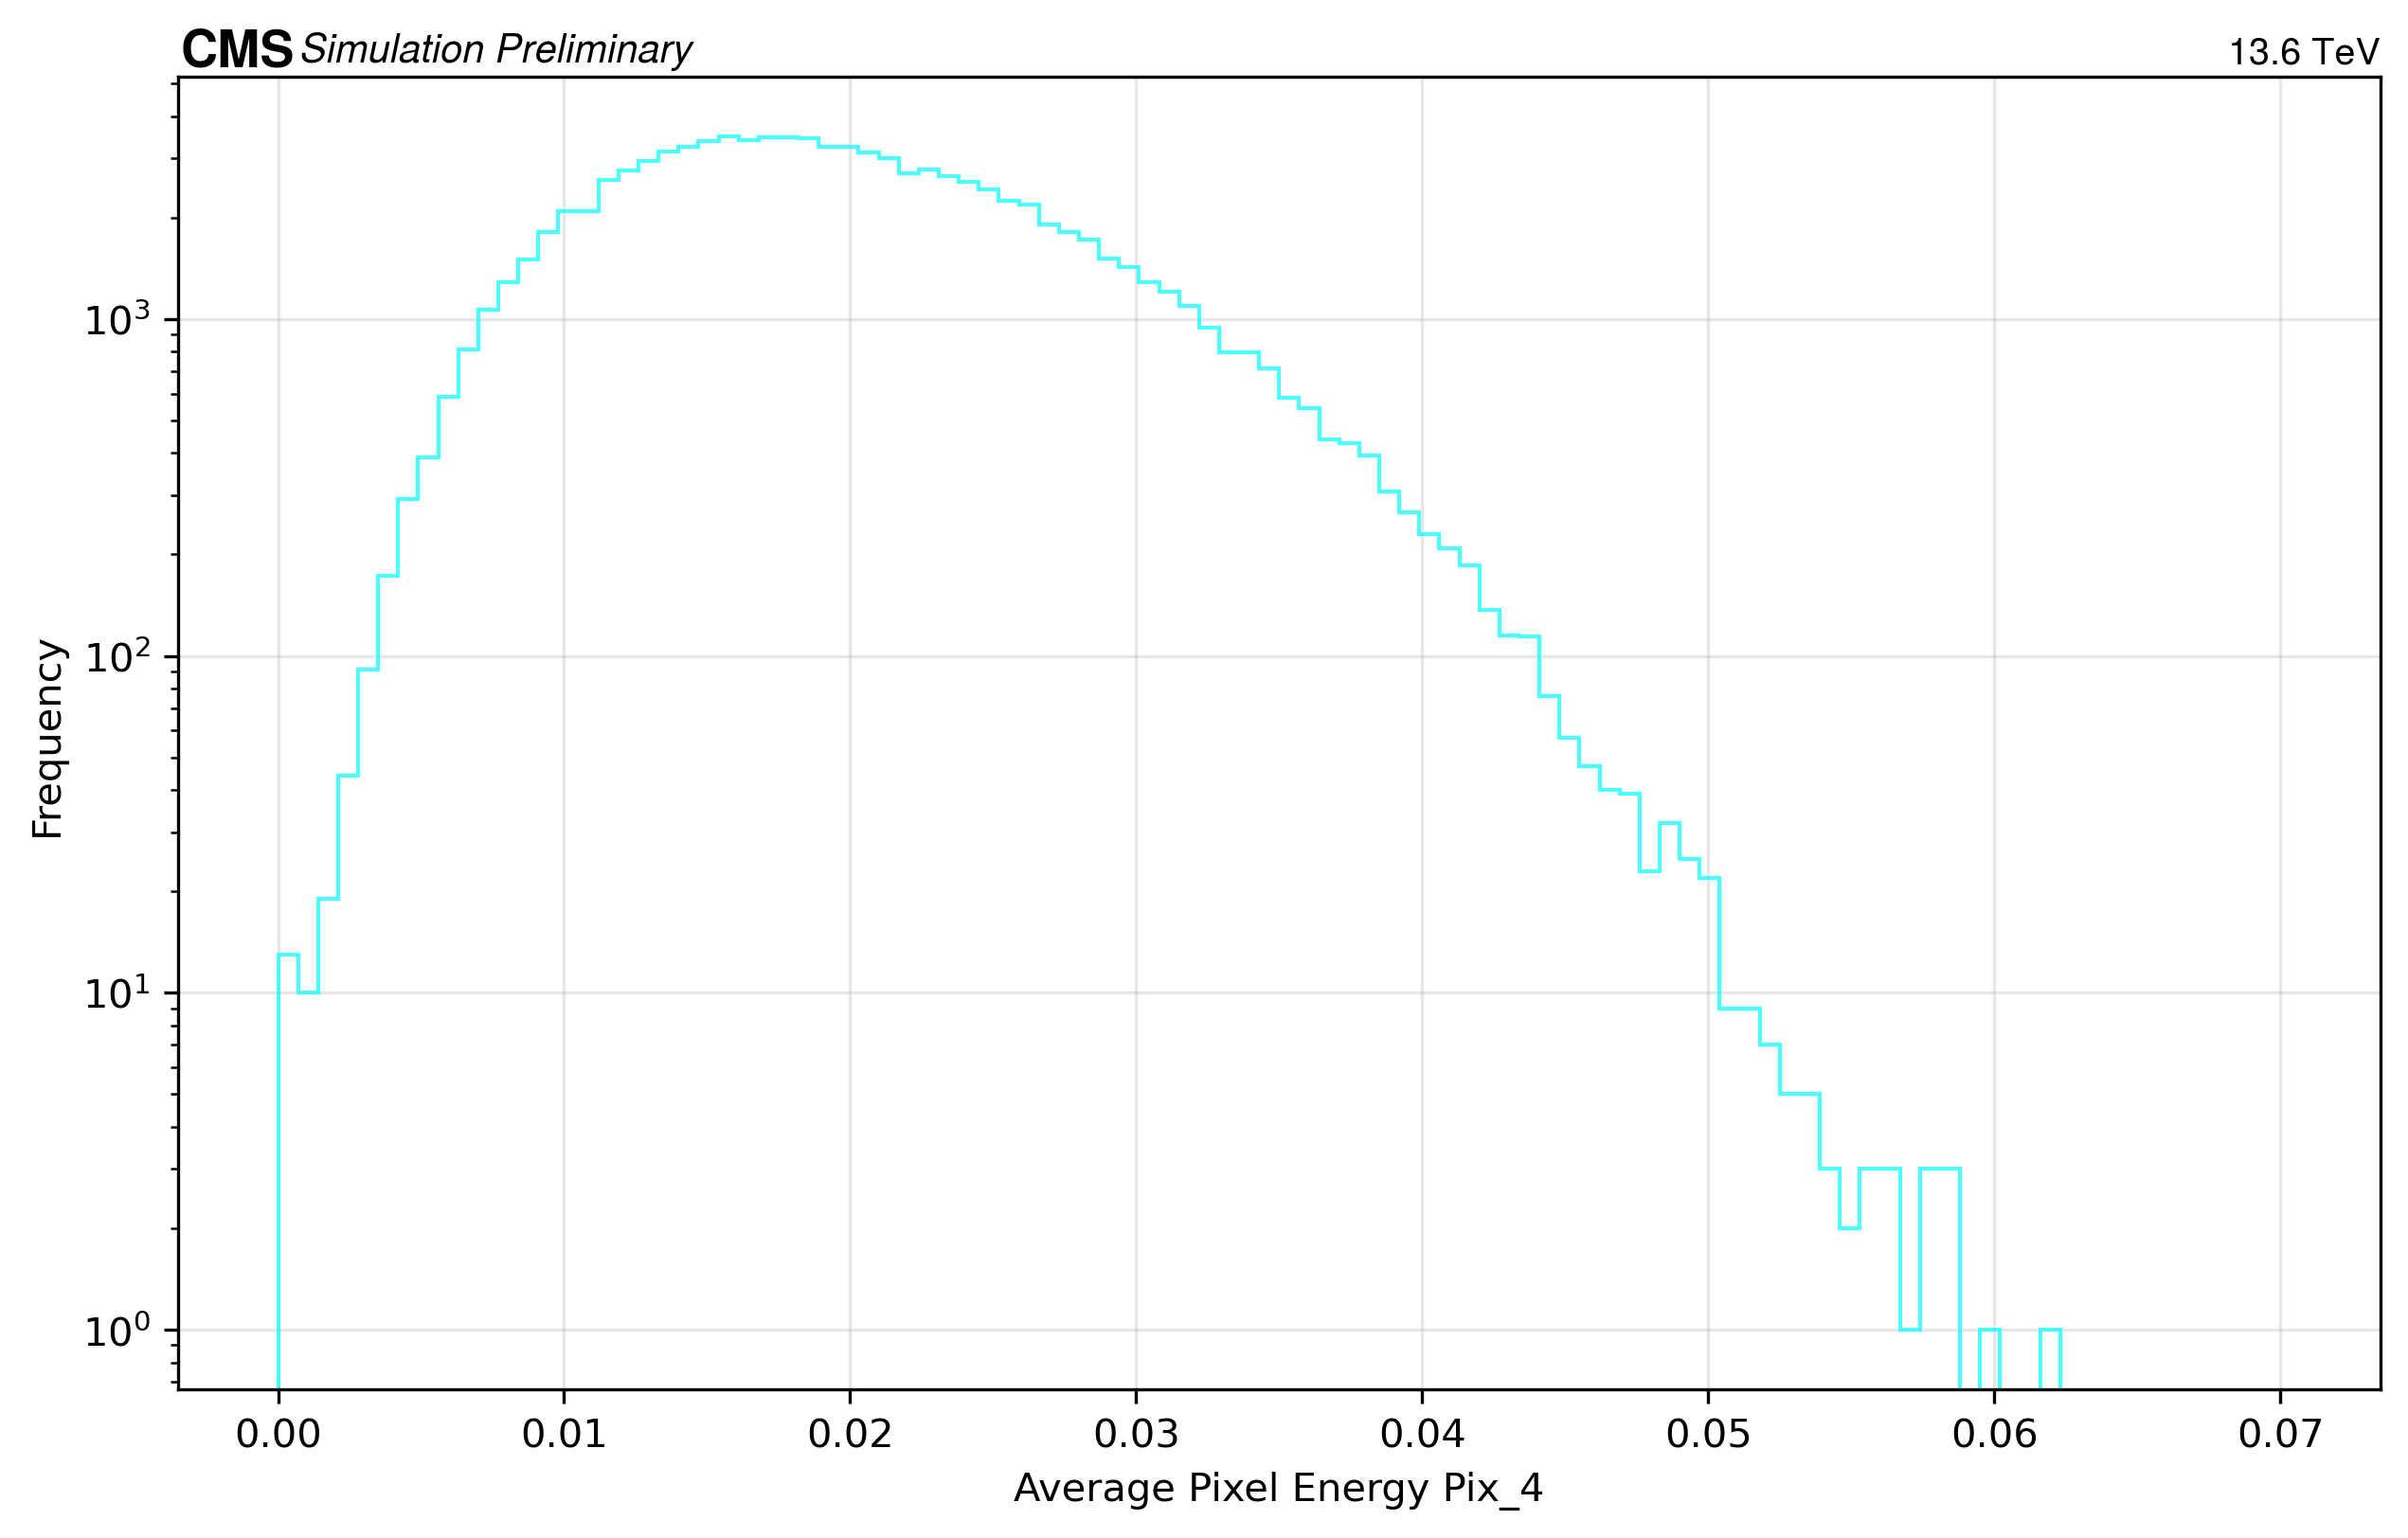 CMS Simulation Preliminary
13.6 TeV
Frequency
10³
10²
10¹
10⁰
0.00 0.01 0.02 0.03 0.04 0.05 0.06 0.07
Average Pixel Energy Pix_4